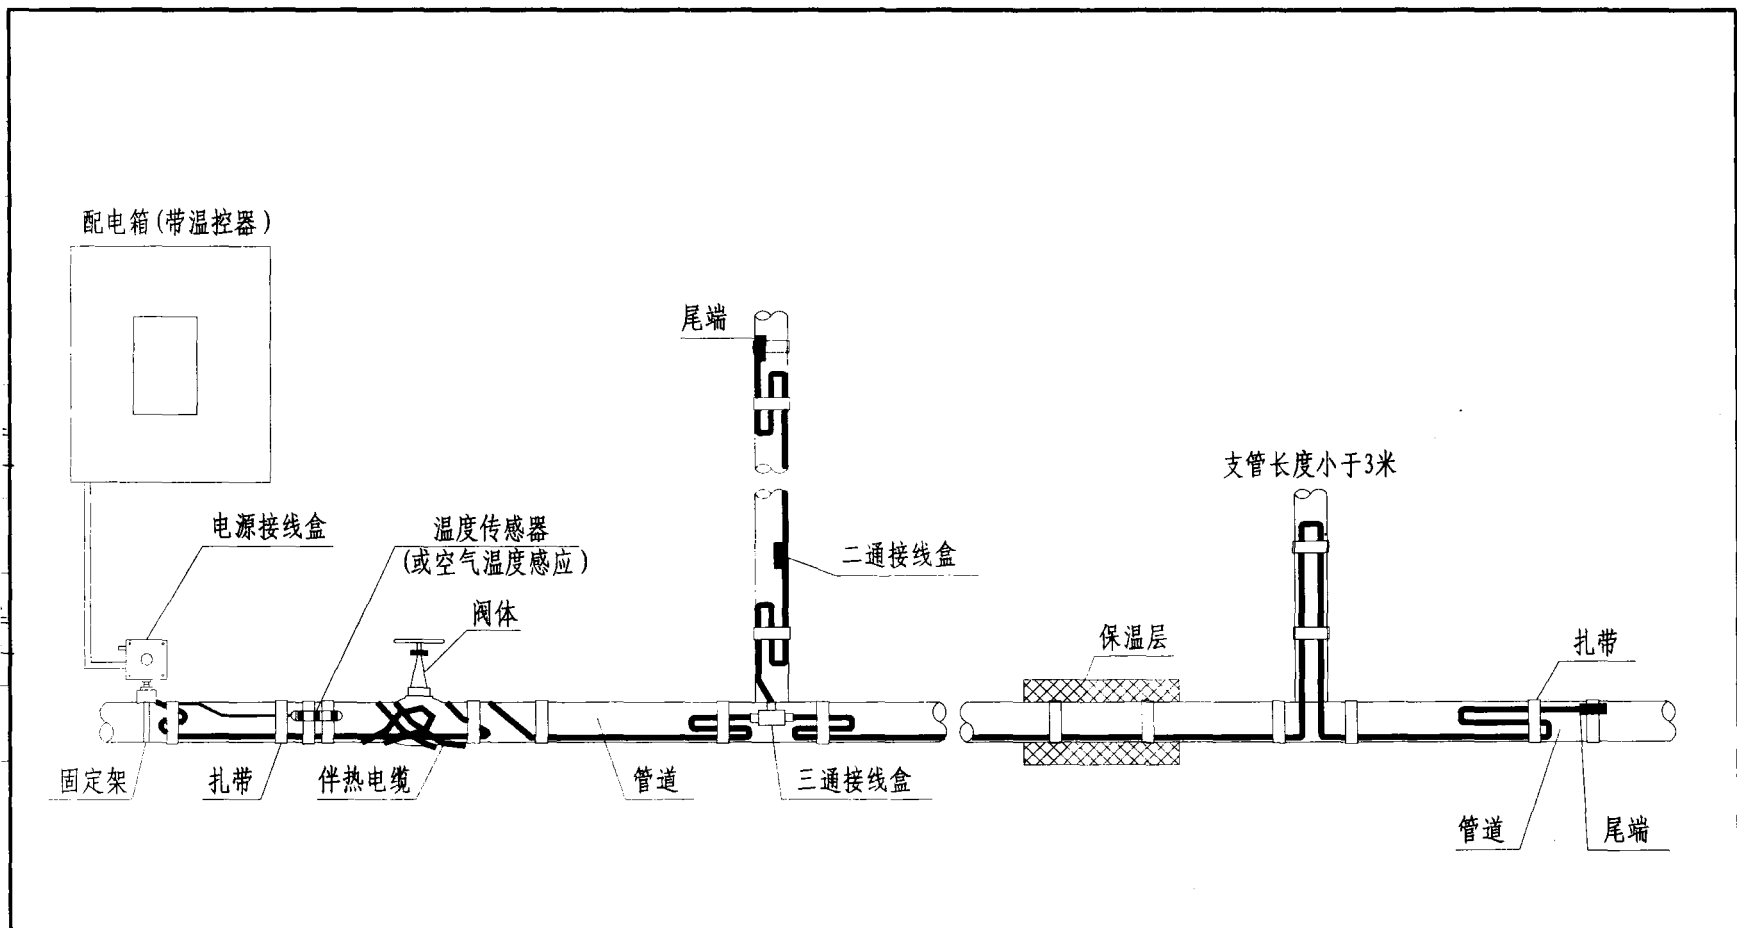 配电箱(带温控器)
尾端
支管长度小于3米
电源接线盒
温度传感器
(或空气温度感应)
二通接线盒
阀体
保温层
扎带
固定架
扎带
伴热电缆
管道
三通接线盒
管道
尾端